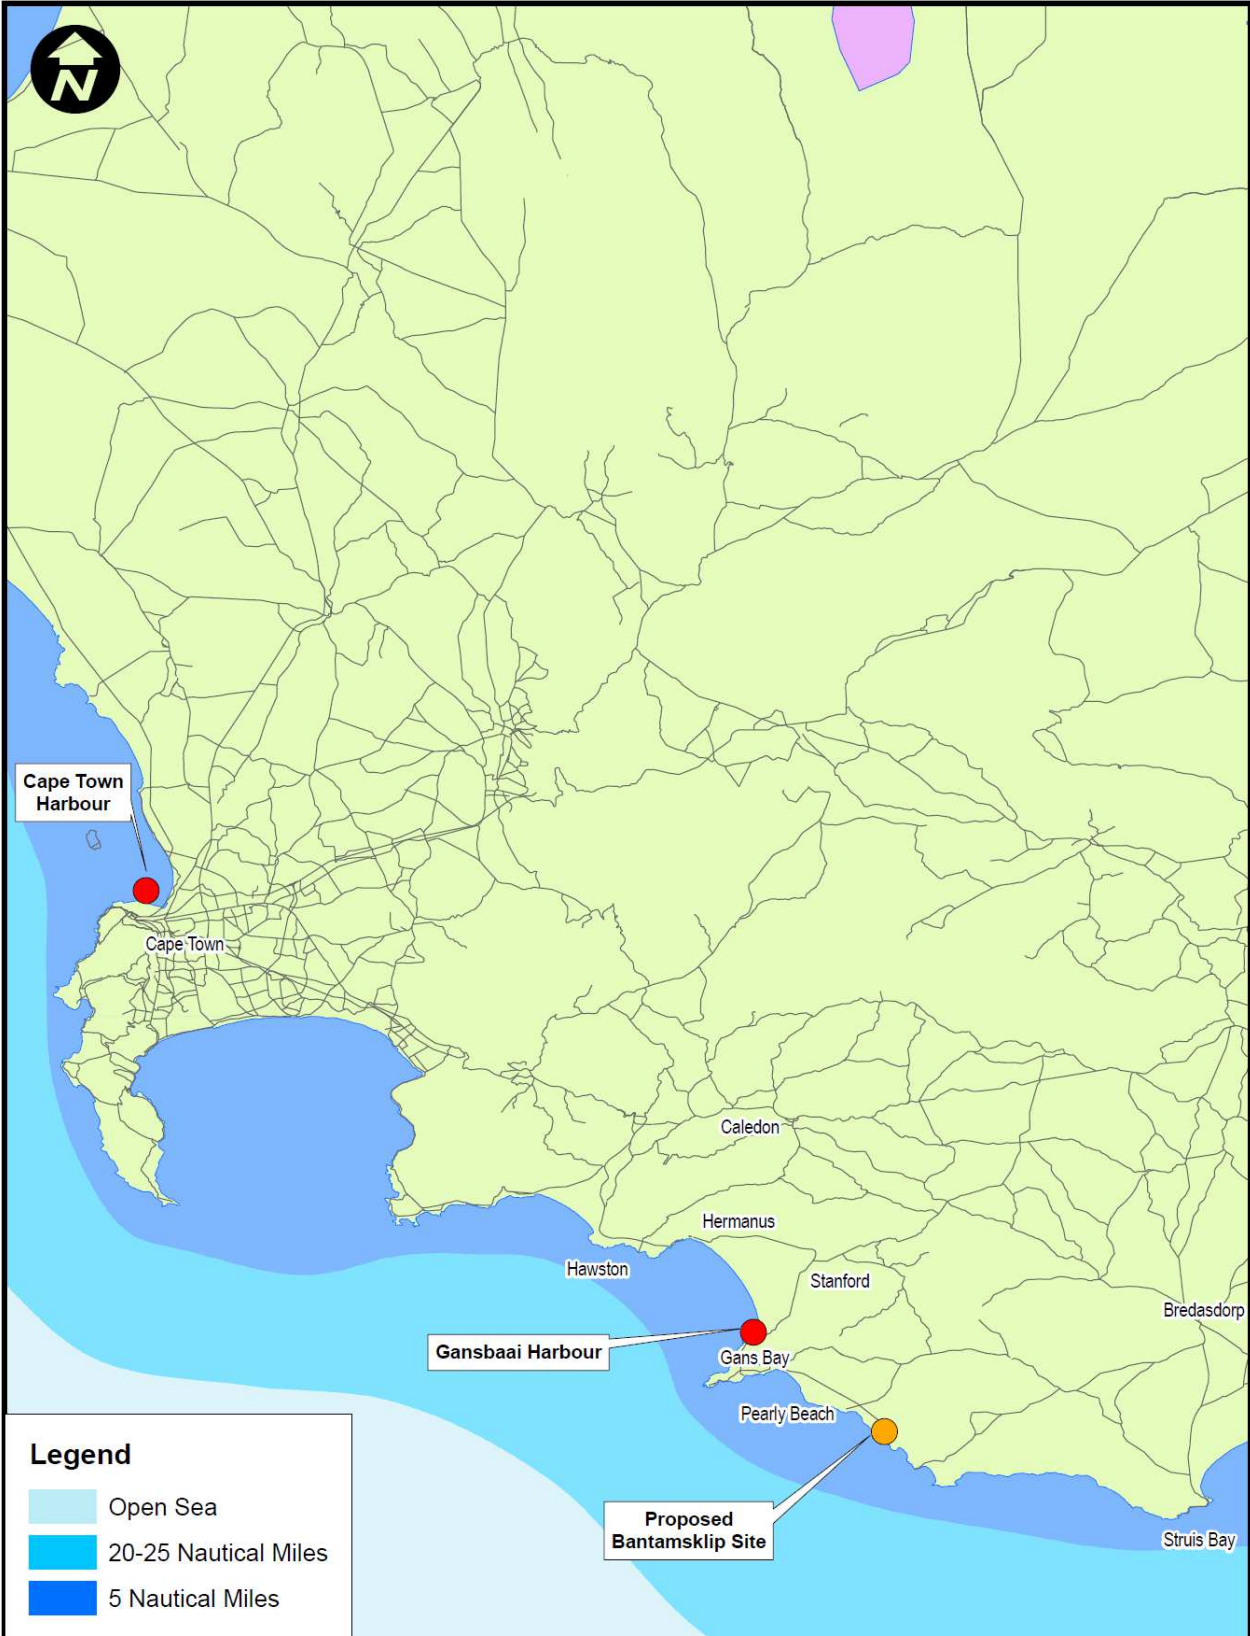 N
Cape Town
Harbour
Cape Town
Caledon
Hermanus
Hawston
Stanford
Bredasdorp
Gansbaai Harbour
Gans Bay
Pearly Beach
Proposed
Bantamsklip Site
Struis Bay
Legend
Open Sea
20-25 Nautical Miles
5 Nautical Miles